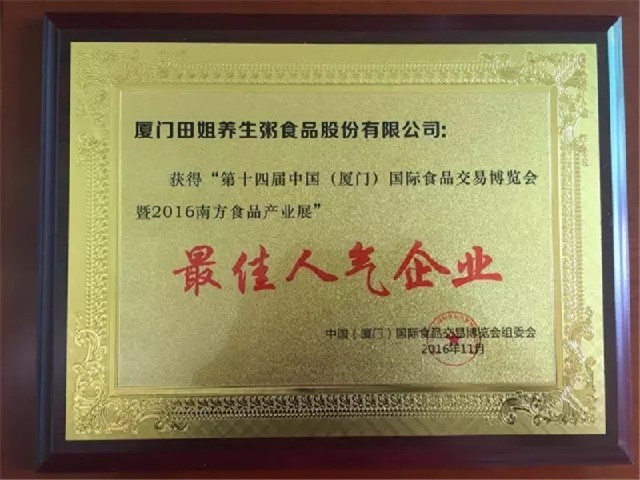 厦门田姐养生粥食品股份有限公司:
获得“第十四届中国（厦门）国际食品交易博览会
暨2016南方食品产业展”
最佳人气企业
中国（厦门）国际食品交易博览会组委会
2016年11月